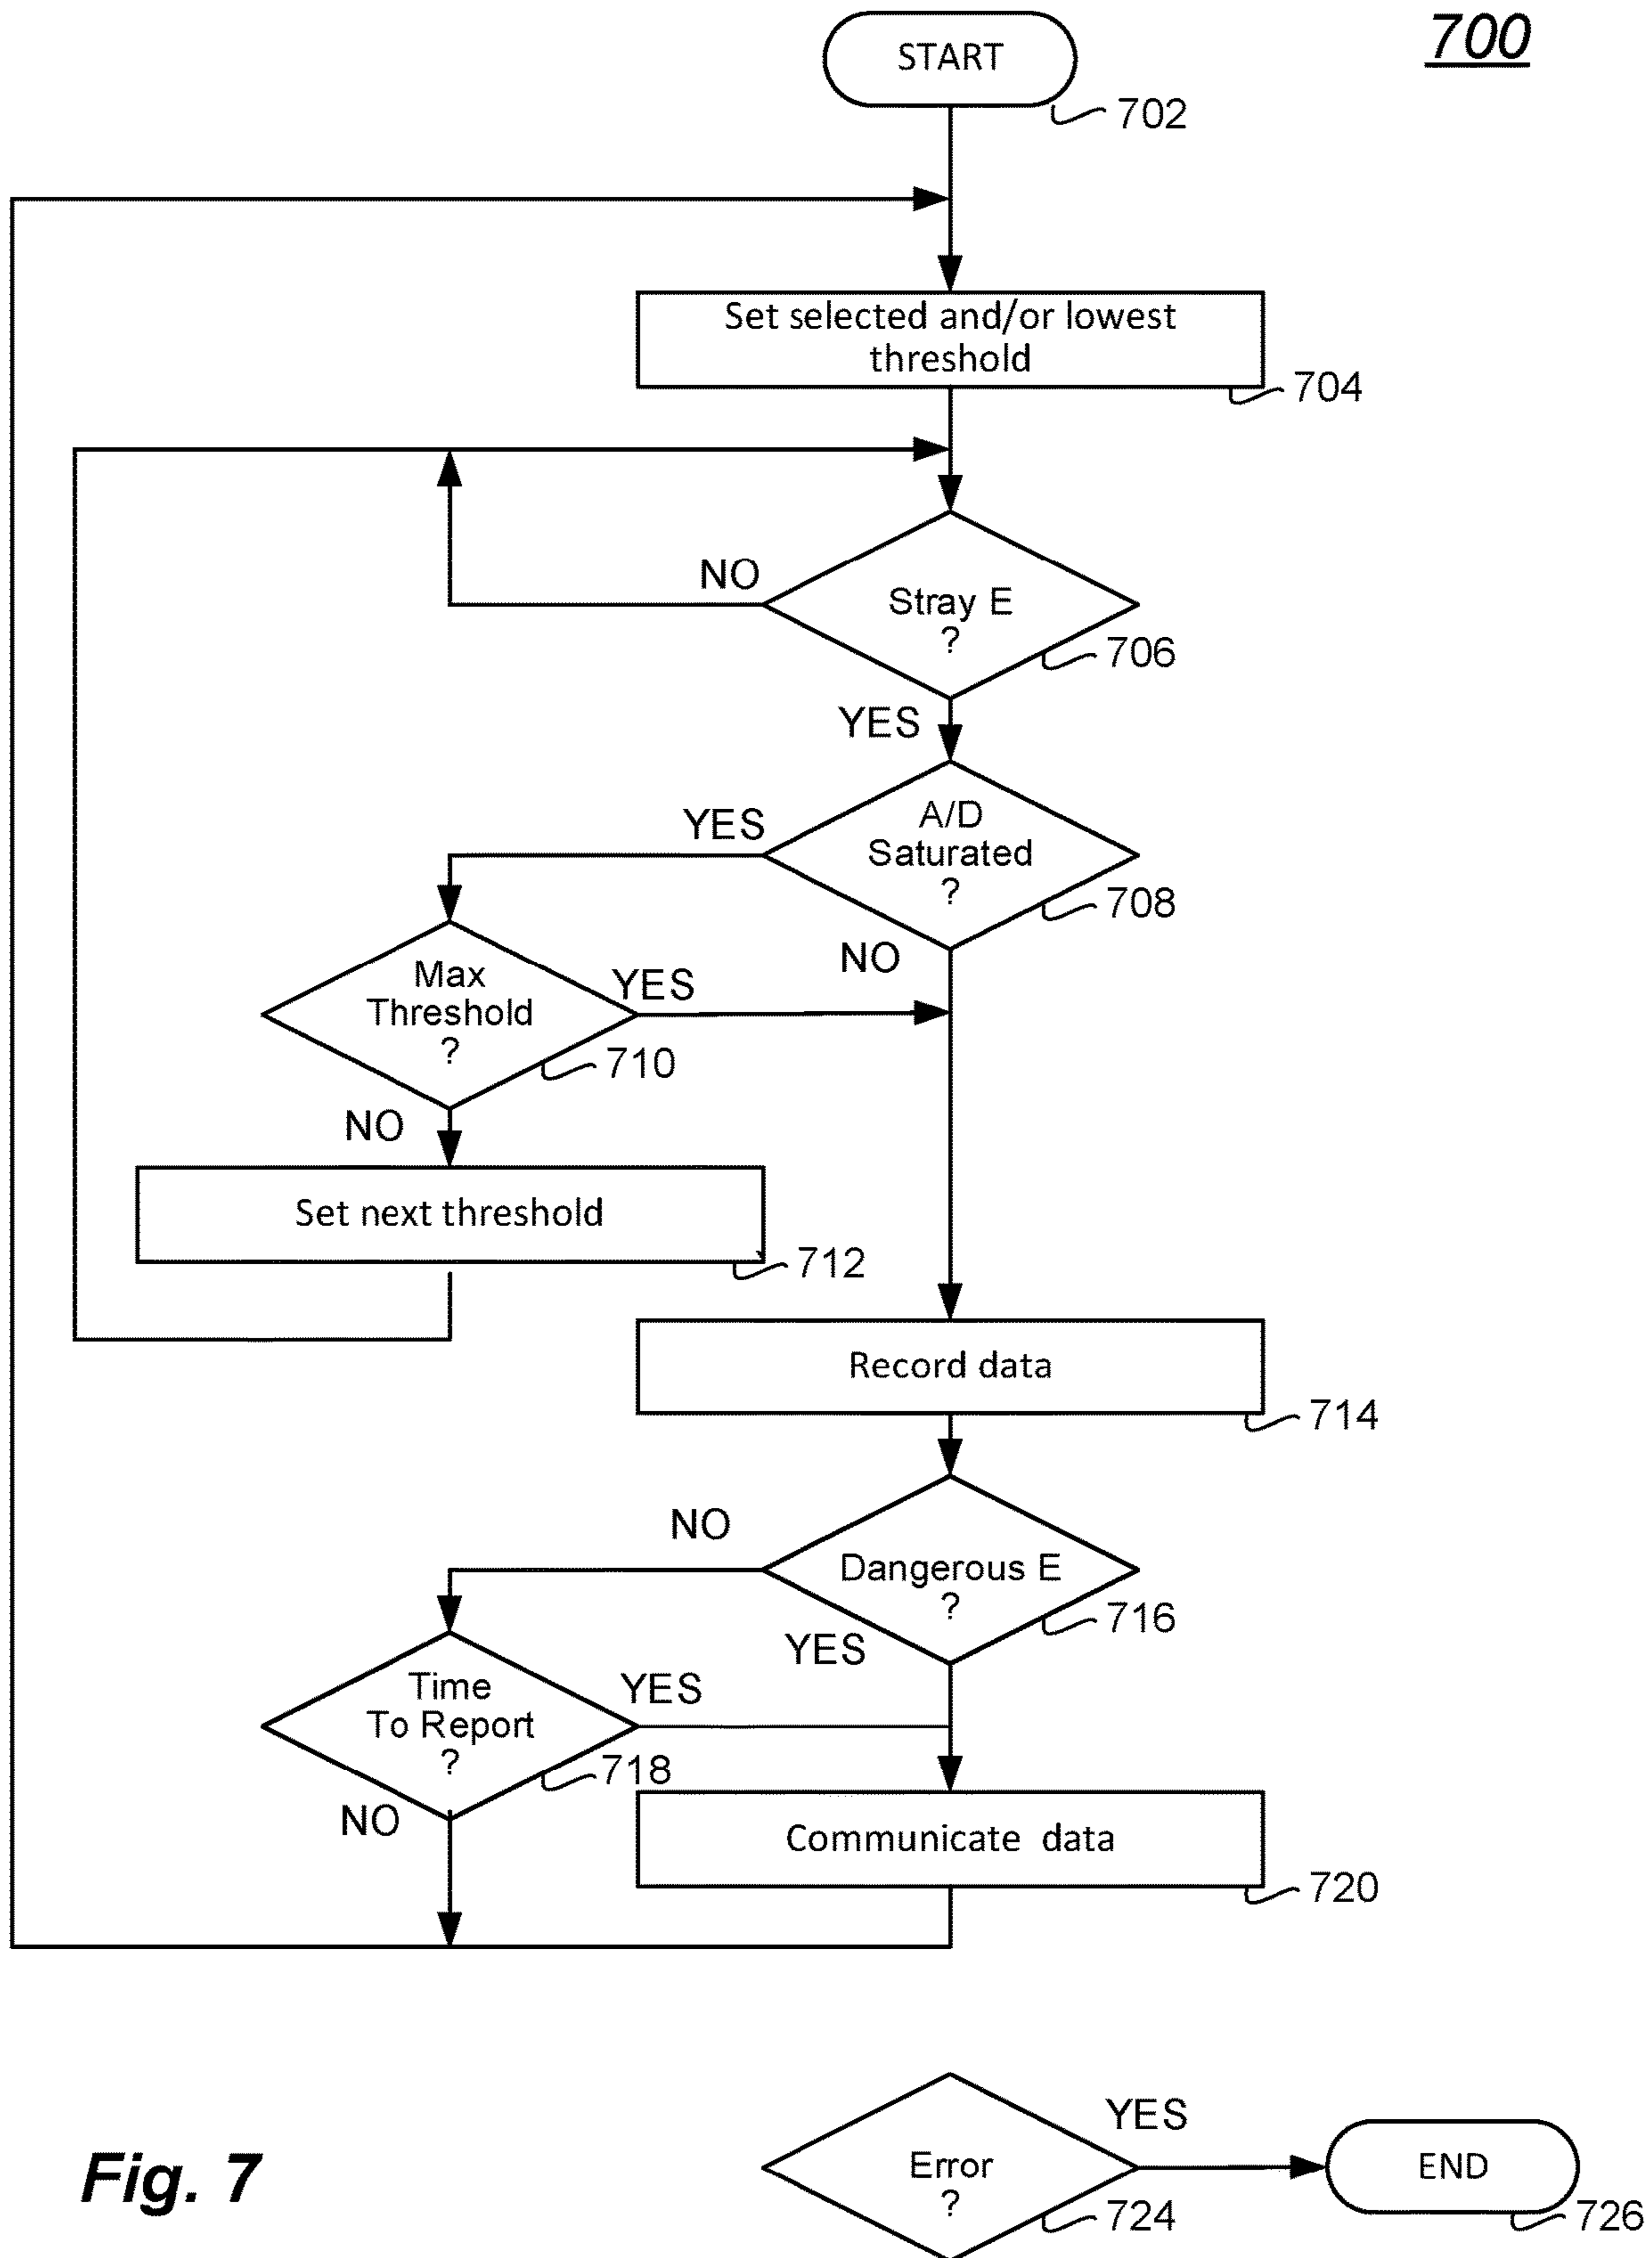 700
START
702
Set selected and/or lowest
threshold
704
NO
Stray E
?
706
YES
YES
A/D
Saturated
?
708
NO
Max
Threshold
?
YES
710
NO
Set next threshold
712
Record data
714
NO
Dangerous E
?
716
YES
Time
To Report
?
YES
718
NO
Communicate data
720
Error
?
YES
724
END
726
Fig. 7